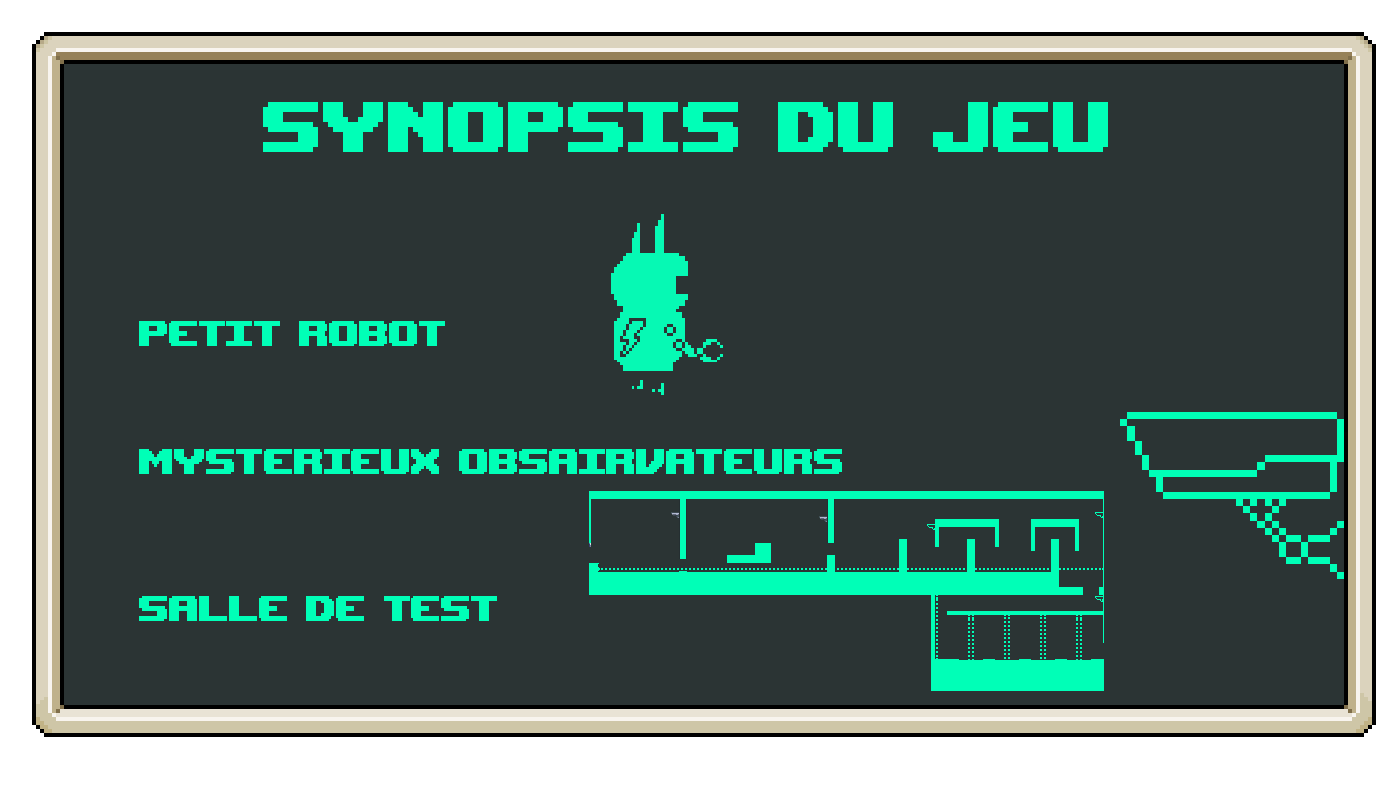 SYNOPSIS DU JEU
PETIT ROBOT
MYSTERIEUX OBSAIRVATEURS
SALLE DE TEST